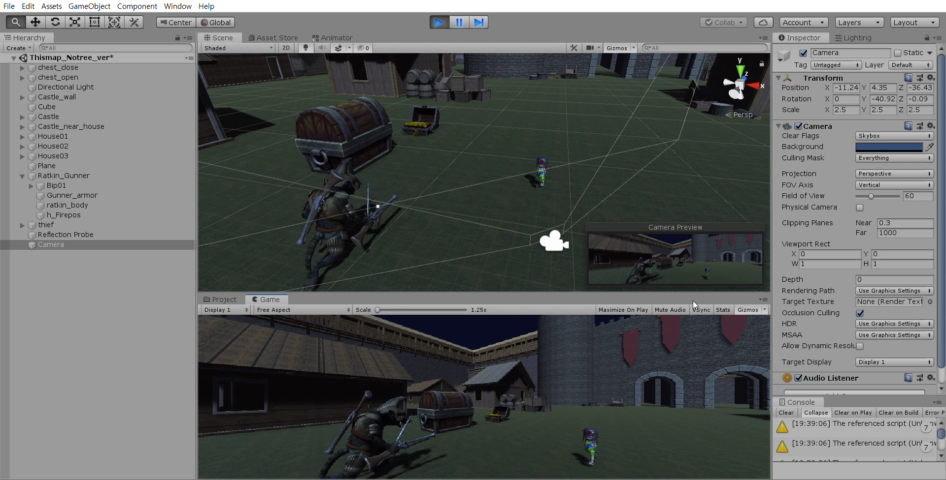 File Edit Assets GameObject Component Window Help
Center Global Collab Account Layers Layout
Hierarchy
Create All
Thismap_Notree_ver*
chest_close
chest_open
Directional Light
Castle_wall
Cube
Castle
Castle_near_house
House01
House02
House03
Plane
Ratkin_Gunner
Bip01
Gunner_armor
ratkin_body
h_Firepos
thief
Reflection Probe
Camera
Scene Asset Store Animator
Shaded 2D 0 Gizmos All
y
z
x
Persp
Camera Preview
Project Game
Display 1 Free Aspect Scale 1.25x Maximize On Play Mute Audio VSync Stats Gizmos
Inspector Lighting
Camera Static
Tag Untagged Layer Default
Transform
Position X -11.24 Y 4.35 Z -36.43
Rotation X 0 Y -40.92 Z -0.09
Scale X 2.5 Y 2.5 Z 2.5
Camera
Clear Flags Skybox
Background
Culling Mask Everything
Projection Perspective
FOV Axis Vertical
Field of View 60
Physical Camera
Clipping Planes Near 0.3
Far 1000
Viewport Rect
X 0 Y 0
W 1 H 1
Depth 0
Rendering Path Use Graphics Settings
Target Texture None (Render Text
Occlusion Culling
HDR Use Graphics Settings
MSAA Use Graphics Settings
Allow Dynamic Resolu
Target Display Display 1
Audio Listener
Console
Clear Collapse Clear on Play Clear on Build Error P
[19:39:06] The referenced script (Un 7
[19:39:06] The referenced script (Un 7